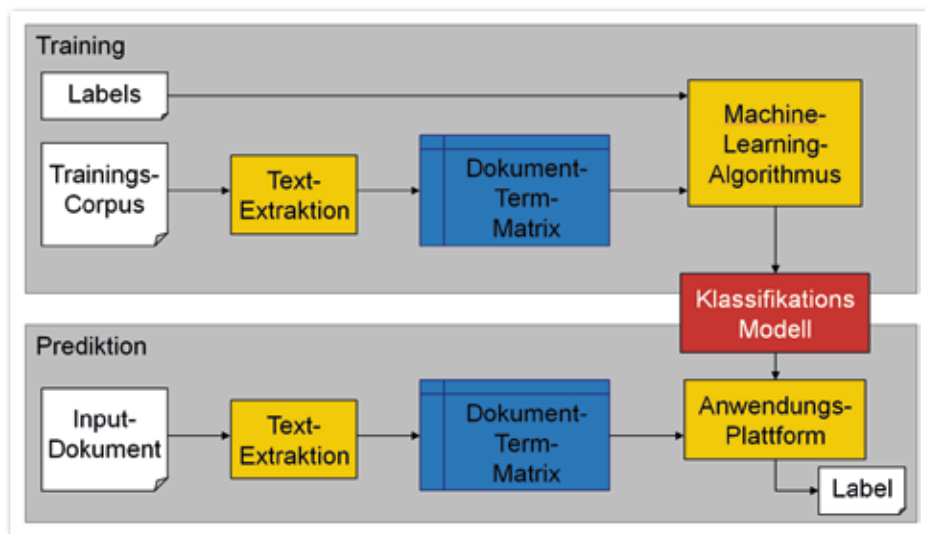 Training
Labels
Trainings-
Corpus
Text-
Extraktion
Dokument-
Term-
Matrix
Machine-
Learning-
Algorithmus
Klassifikations
Modell
Prediktion
Input-
Dokument
Text-
Extraktion
Dokument-
Term-
Matrix
Anwendungs-
Plattform
Label